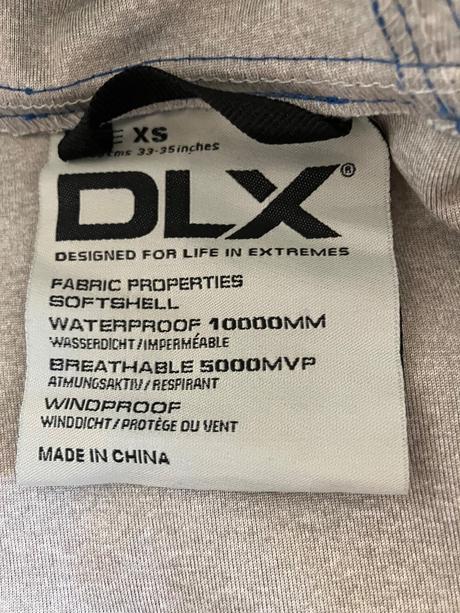 XS
33-35inches
DLX®
DESIGNED FOR LIFE IN EXTREMES
FABRIC PROPERTIES
SOFTSHELL
WATERPROOF 10000MM
WASSERDICHT/IMPERMÉABLE
BREATHABLE 5000MVP
ATMUNGSAKTIV/RESPIRANT
WINDPROOF
WINDDICHT/PROTÈGE DU VENT
MADE IN CHINA